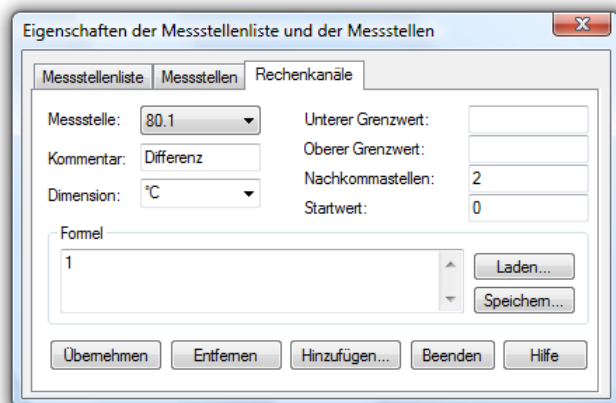 Eigenschaften der Messstellenliste und der Messstellen
Messstellenliste Messstellen Rechenkanäle
Messstelle: 80.1 Unterer Grenzwert:
Kommentar: Differenz Oberer Grenzwert:
Dimension: °C Nachkommastellen: 2
Startwert: 0
Formel
1
Laden...
Speichern...
Übernehmen Entfernen Hinzufügen... Beenden Hilfe